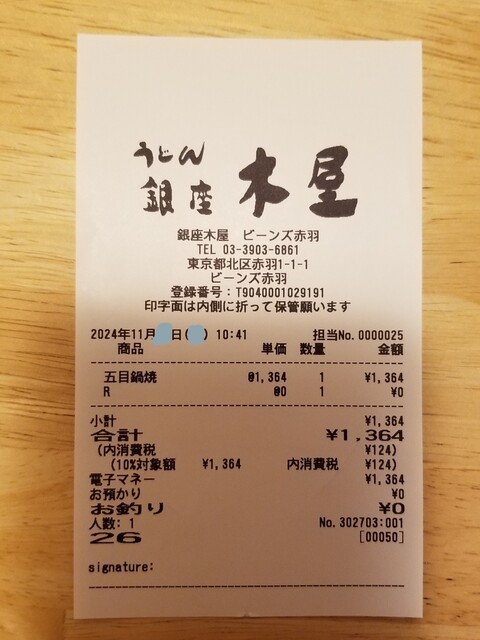 うどん
銀座 木屋
銀座木屋 ビーンズ赤羽
TEL 03-3903-6861
東京都北区赤羽1-1-1
ビーンズ赤羽
登録番号：T9040001029191
印字面は内側に折って保管願います
2024年11月 日( ) 10:41 担当No. 0000025
商品 単価 数量 金額
五目鍋焼 @1,364 1 ¥1,364
R @0 1 ¥0
小計 ¥1,364
合計 ¥1,364
(内消費税 ¥124)
(10%対象額 ¥1,364 内消費税 ¥124)
電子マネー ¥1,364
お預かり ¥0
お釣り ¥0
人数: 1 No. 302703:001
26 [00050]
signature: